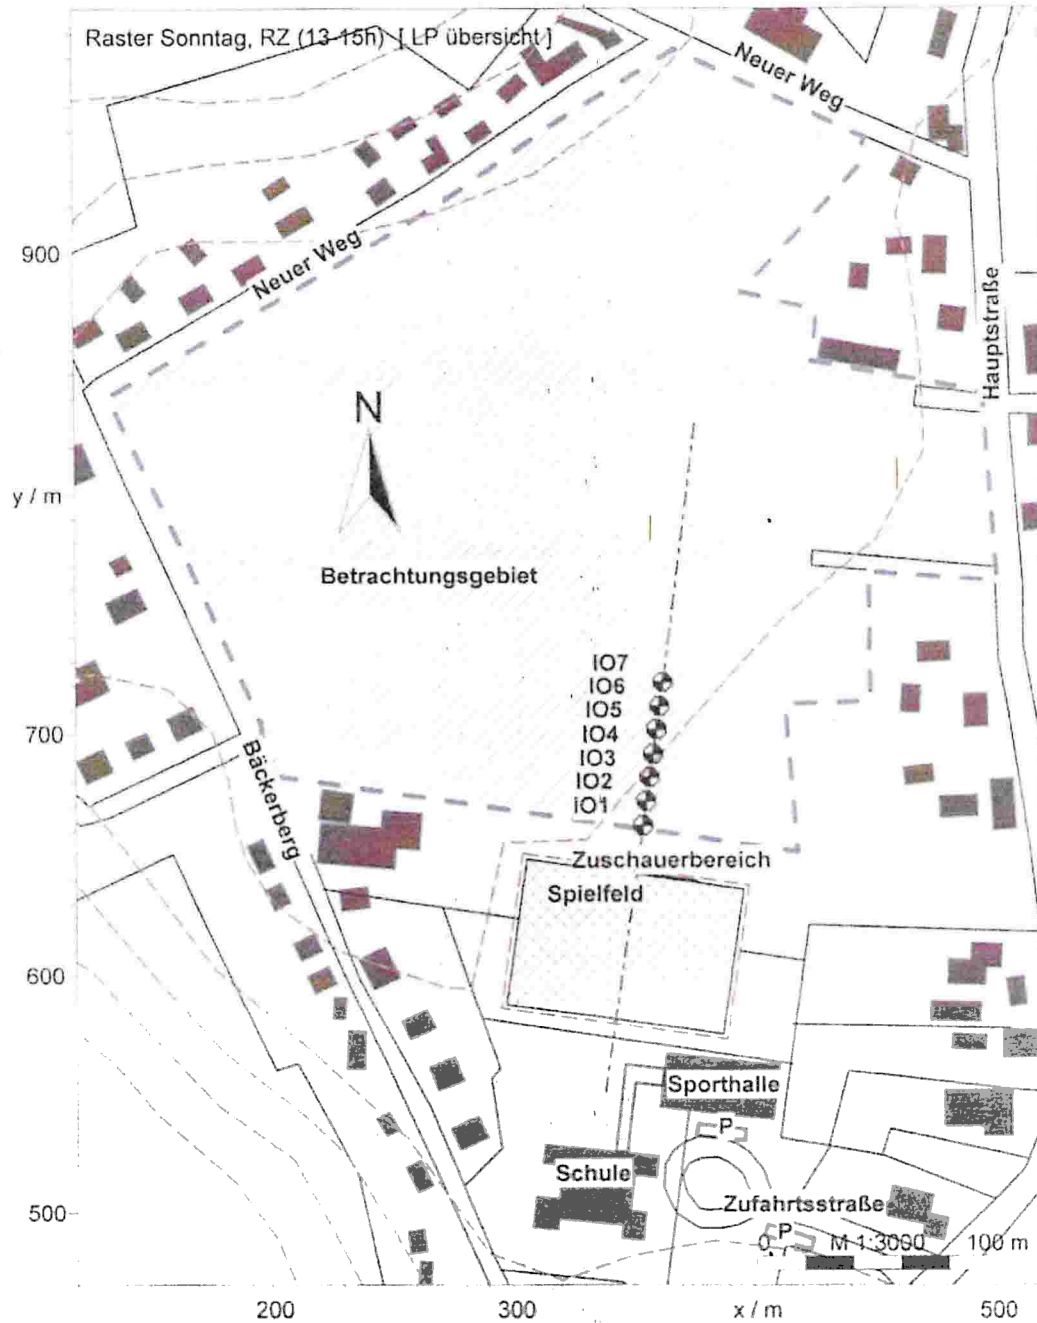 Raster Sonntag, RZ (13-15h) [ LP übersicht ]
Neuer Weg
Neuer Weg
900
Hauptstraße
N
y / m
Betrachtungsgebiet
IO7
IO6
IO5
700
IO4
IO3
IO2
IO1
Bäckerberg
Zuschauerbereich
Spielfeld
600
Sporthalle
P
Schule
Zufahrtsstraße
500
P
0 M 1:3000 100 m
200 300 x / m 500